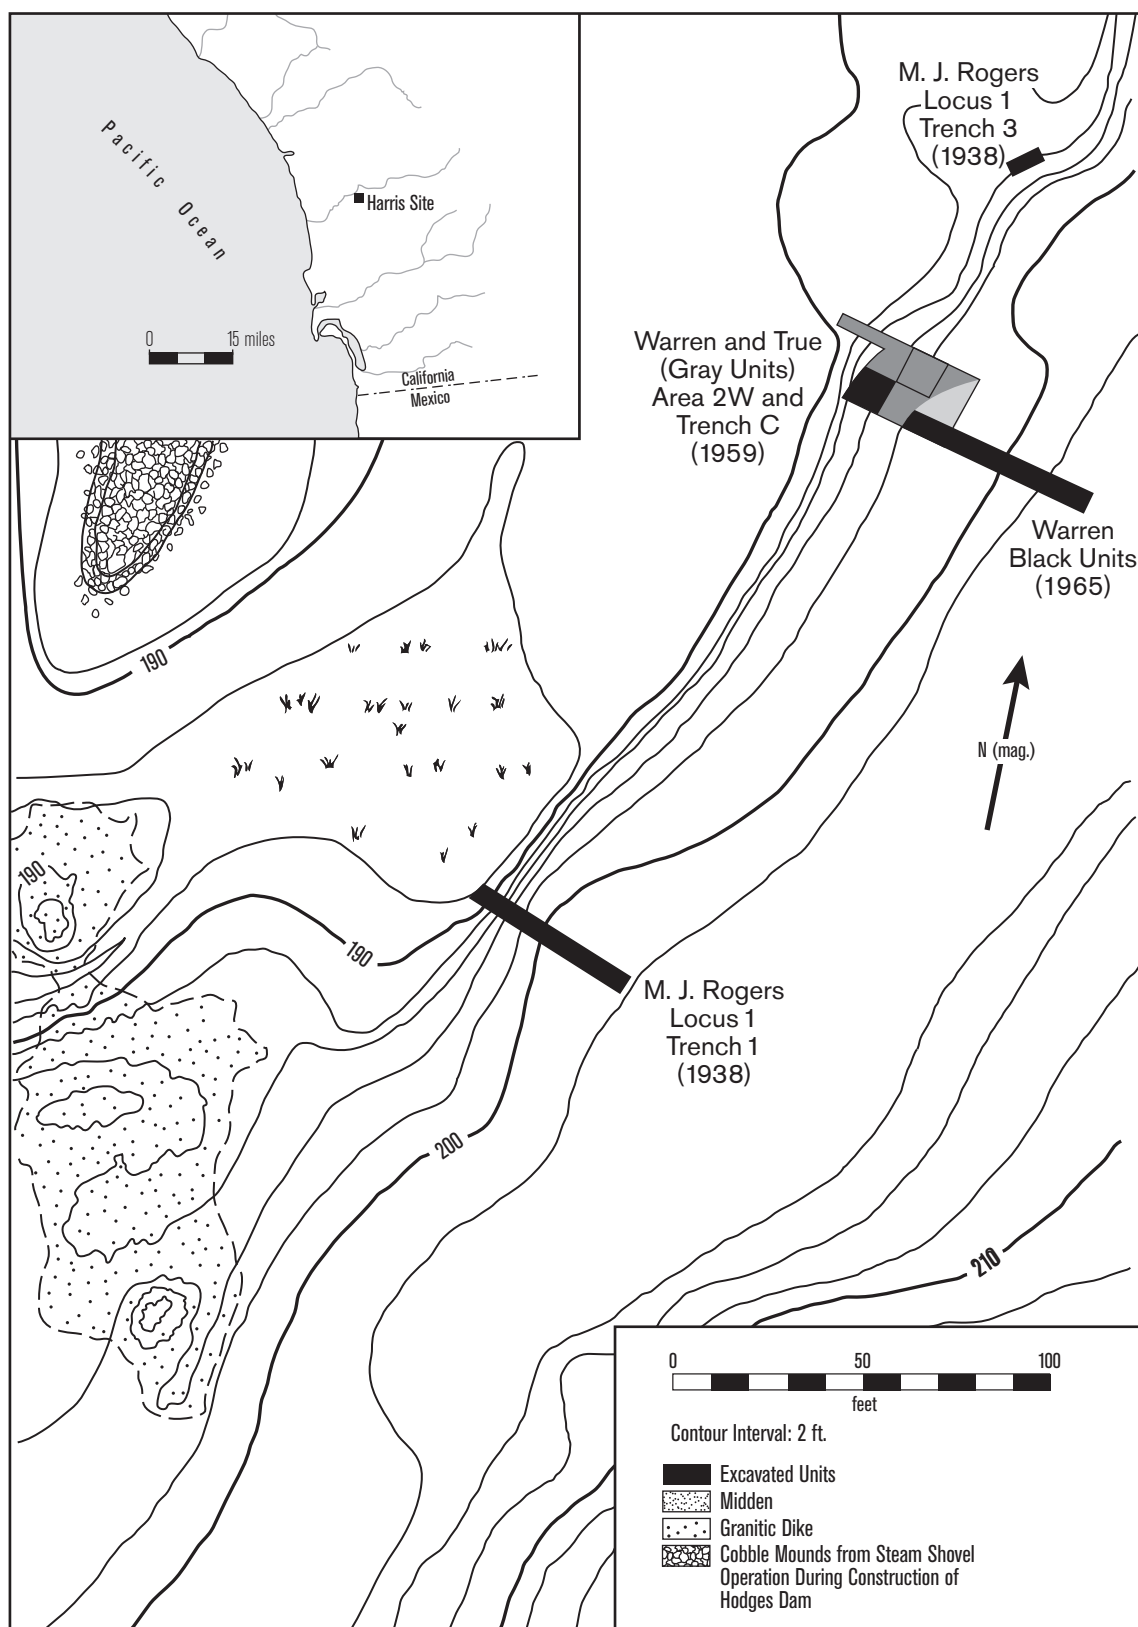 Pacific Ocean
Harris Site
0 15 miles
California
Mexico
M. J. Rogers
Locus 1
Trench 3
(1938)
Warren and True
(Gray Units)
Area 2W and
Trench C
(1959)
Warren
Black Units
(1965)
190
N (mag.)
190
190
M. J. Rogers
Locus 1
Trench 1
(1938)
200
210
0 50 100
feet
Contour Interval: 2 ft.
Excavated Units
Midden
Granitic Dike
Cobble Mounds from Steam Shovel
Operation During Construction of
Hodges Dam